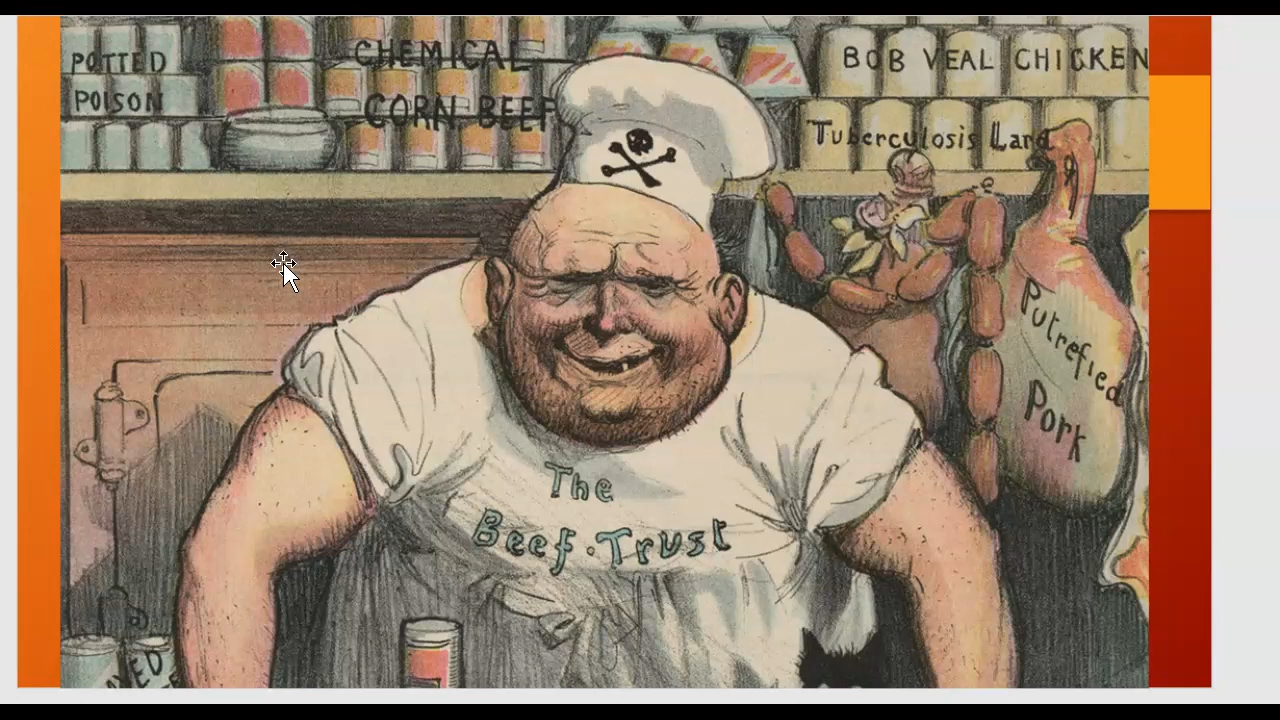 POTTED
POISON
CHEMICAL
CORN BEEF
BOB VEAL CHICKEN
Tuberculosis Lard
Putrefied
Pork
The
Beef-Trust